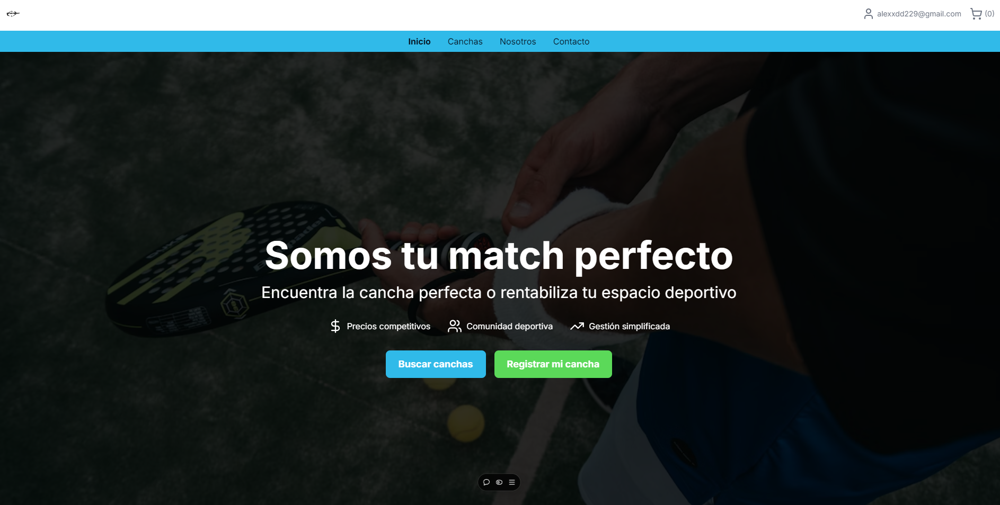 alexxdd229@gmail.com (0)
Inicio Canchas Nosotros Contacto
Somos tu match perfecto
Encuentra la cancha perfecta o rentabiliza tu espacio deportivo
Precios competitivos Comunidad deportiva Gestión simplificada
Buscar canchas Registrar mi cancha